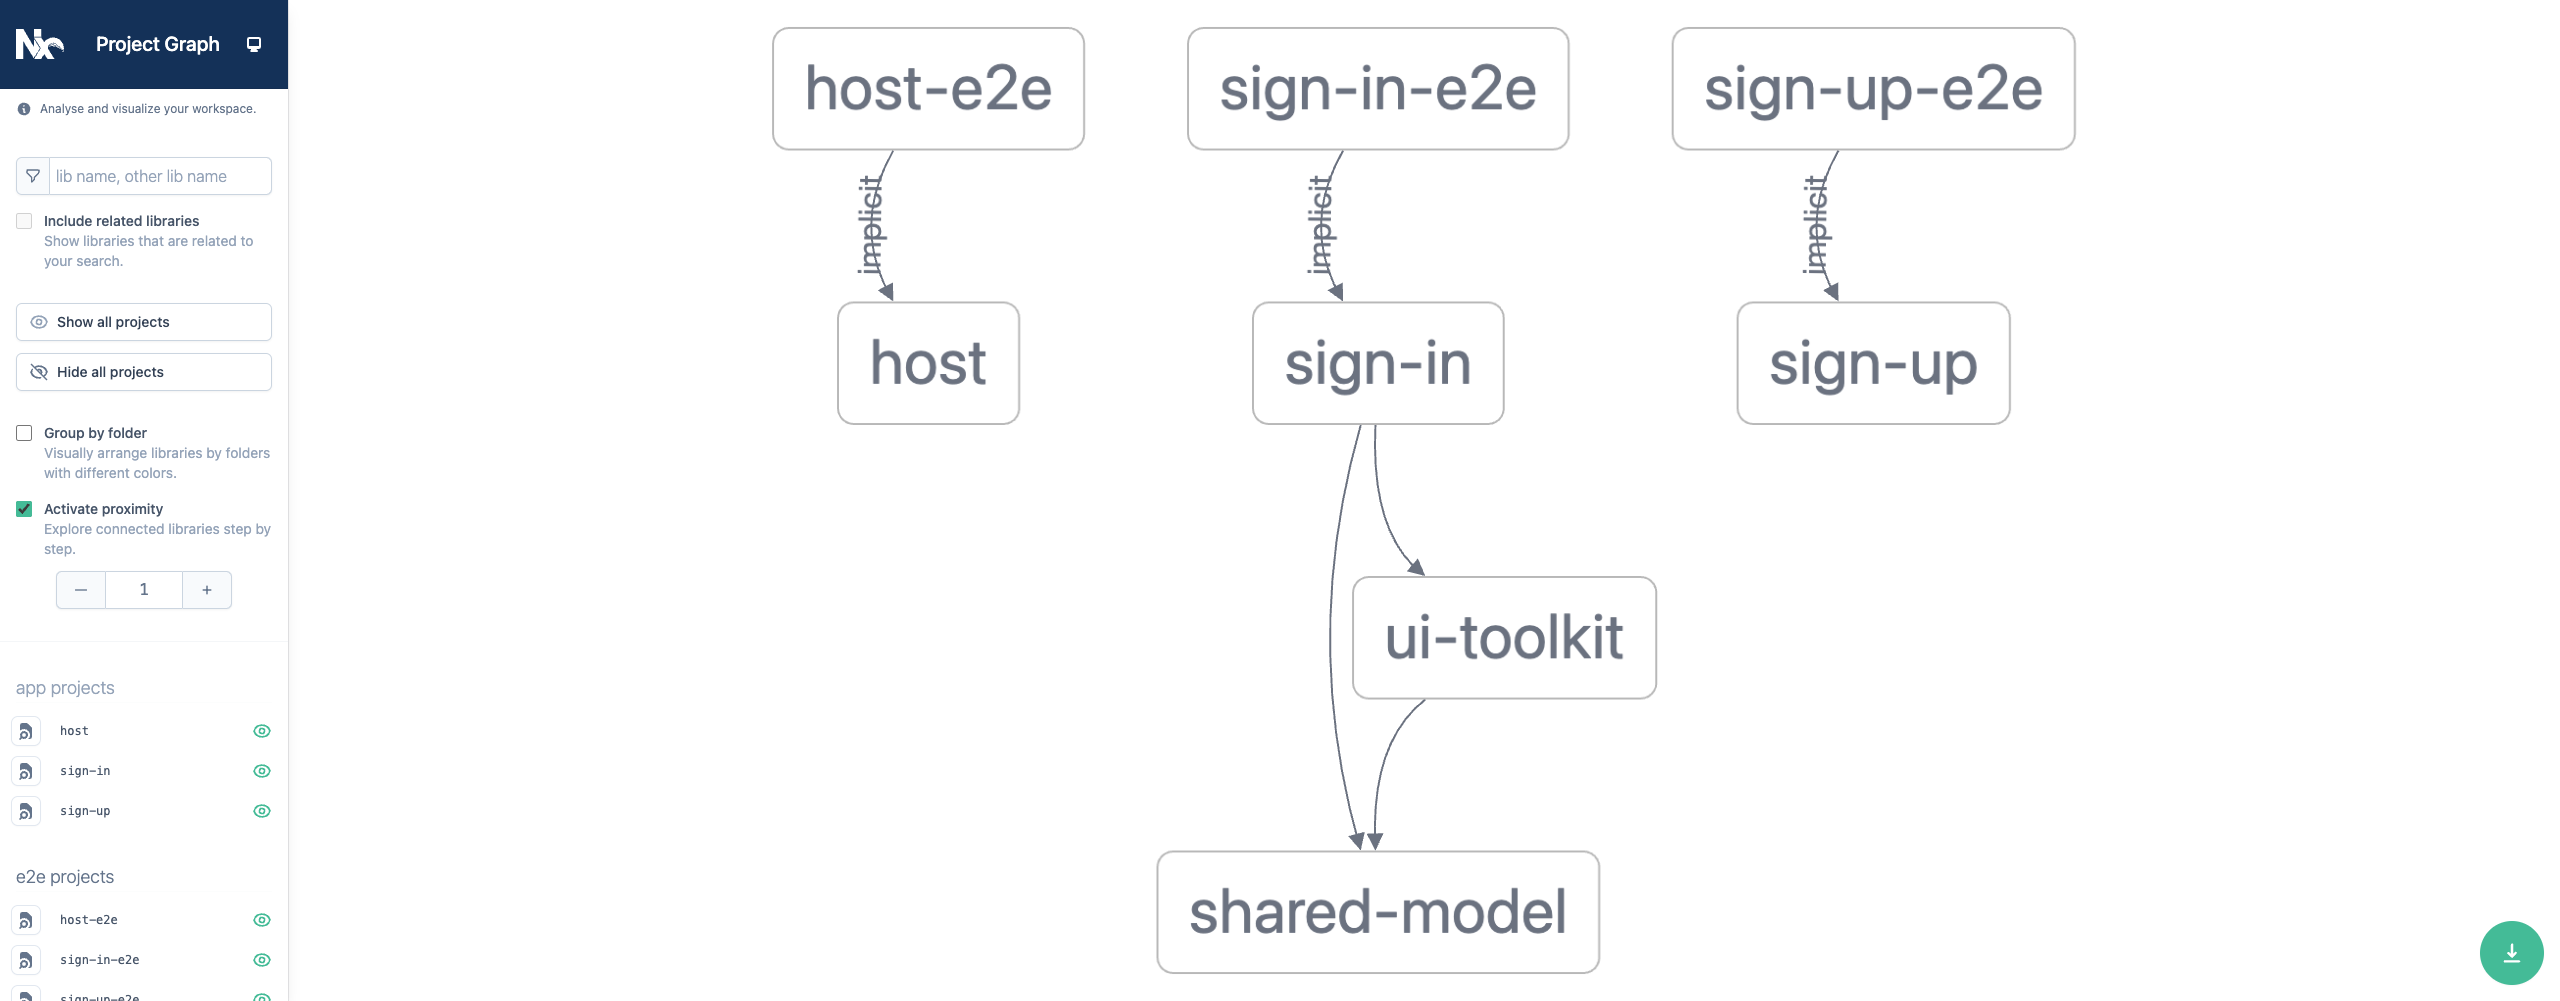 Nx Project Graph
Analyse and visualize your workspace.
lib name, other lib name
Include related libraries
Show libraries that are related to
your search.
Show all projects
Hide all projects
Group by folder
Visually arrange libraries by folders
with different colors.
Activate proximity
Explore connected libraries step by
step.
— 1 +
app projects
host
sign-in
sign-up
e2e projects
host-e2e
sign-in-e2e
sign-up-e2e
host-e2e sign-in-e2e sign-up-e2e
implicit implicit implicit
host sign-in sign-up
ui-toolkit
shared-model